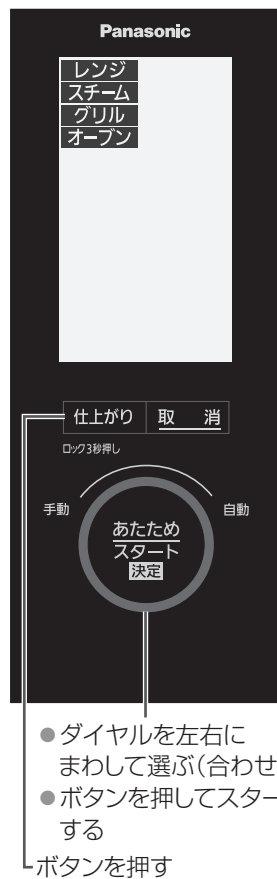 Panasonic
レンジ
スチーム
グリル
オーブン
仕上がり 取 消
ロック3秒押し
手動 自動
あたため
スタート
決定
●ダイヤルを左右に
まわして選ぶ(合わせ
●ボタンを押してスター
する
ボタンを押す